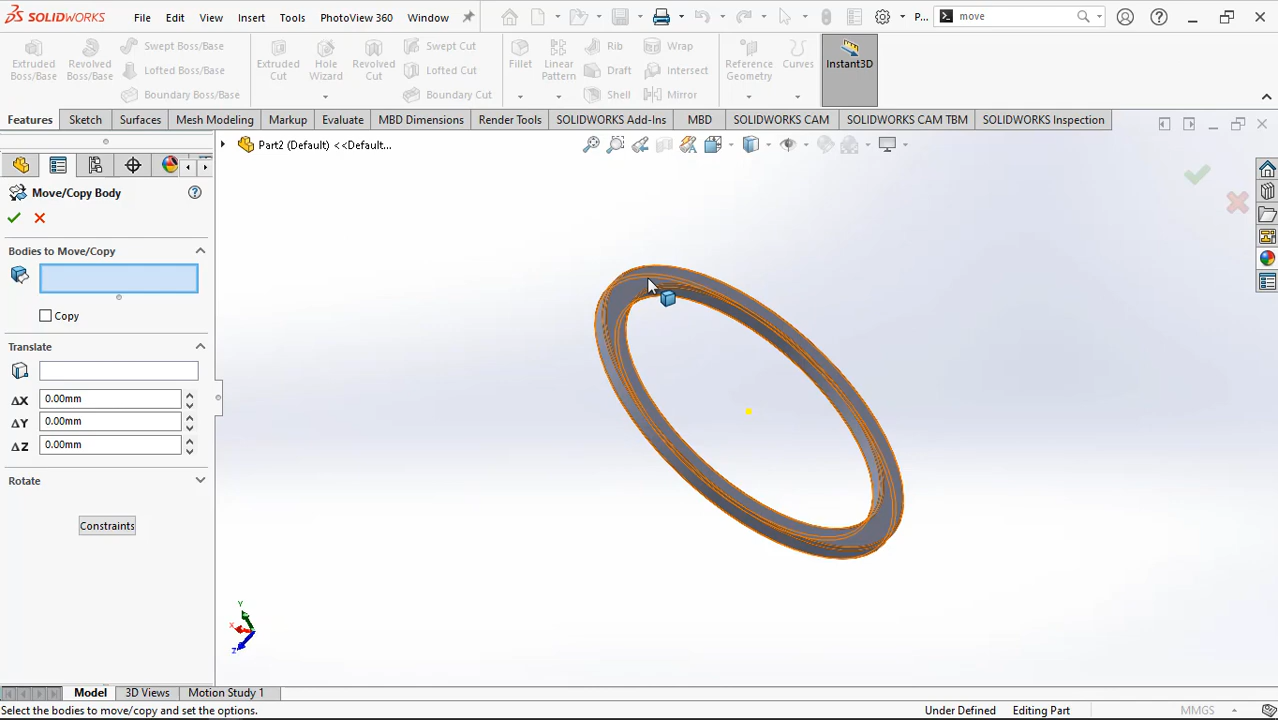 SOLIDWORKS File Edit View Insert Tools PhotoView 360 Window P... move
Extruded Boss/Base
Revolved Boss/Base
Swept Boss/Base
Lofted Boss/Base
Boundary Boss/Base
Extruded Cut
Hole Wizard
Revolved Cut
Swept Cut
Lofted Cut
Boundary Cut
Fillet
Linear Pattern
Rib
Draft
Shell
Wrap
Intersect
Mirror
Reference Geometry
Curves
Instant3D
Features Sketch Surfaces Mesh Modeling Markup Evaluate MBD Dimensions Render Tools SOLIDWORKS Add-Ins MBD SOLIDWORKS CAM SOLIDWORKS CAM TBM SOLIDWORKS Inspection
Part2 (Default) <<Default...
Move/Copy Body
Bodies to Move/Copy
Copy
Translate
ΔX 0.00mm
ΔY 0.00mm
ΔZ 0.00mm
Rotate
Constraints
Y
X
Z
Model 3D Views Motion Study 1
Select the bodies to move/copy and set the options. Under Defined Editing Part MMGS